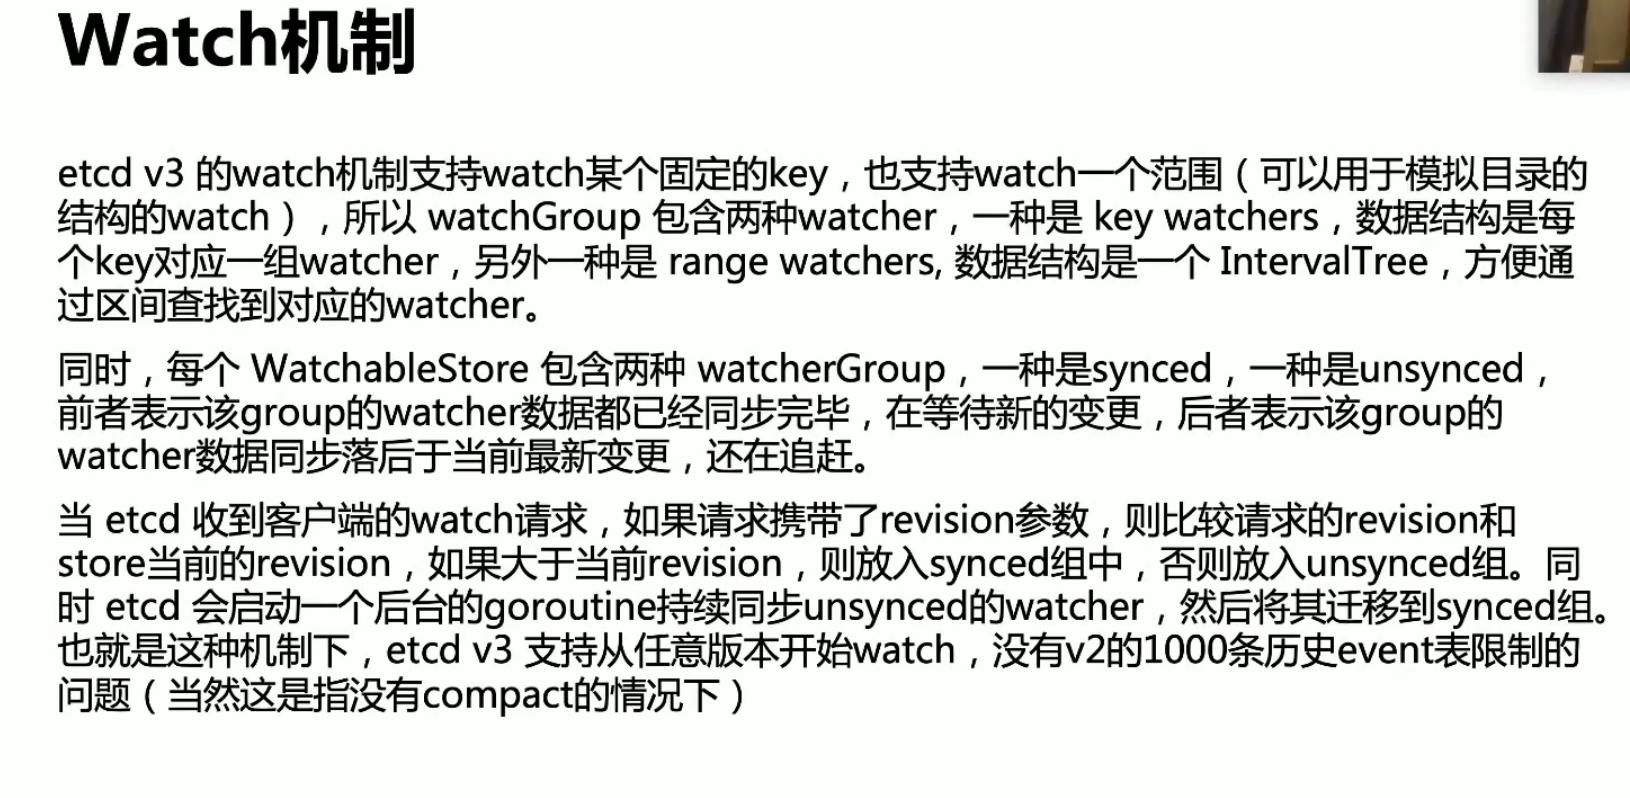 Watch机制
etcd v3 的watch机制支持watch某个固定的key，也支持watch一个范围（可以用于模拟目录的
结构的watch），所以 watchGroup 包含两种watcher，一种是 key watchers，数据结构是每
个key对应一组watcher，另外一种是 range watchers, 数据结构是一个 IntervalTree，方便通
过区间查找到对应的watcher。
同时，每个 WatchableStore 包含两种 watcherGroup，一种是synced，一种是unsynced，
前者表示该group的watcher数据都已经同步完毕，在等待新的变更，后者表示该group的
watcher数据同步落后于当前最新变更，还在追赶。
当 etcd 收到客户端的watch请求，如果请求携带了revision参数，则比较请求的revision和
store当前的revision，如果大于当前revision，则放入synced组中，否则放入unsynced组。同
时 etcd 会启动一个后台的goroutine持续同步unsynced的watcher，然后将其迁移到synced组。
也就是这种机制下，etcd v3 支持从任意版本开始watch，没有v2的1000条历史event表限制的
问题（当然这是指没有compact的情况下）